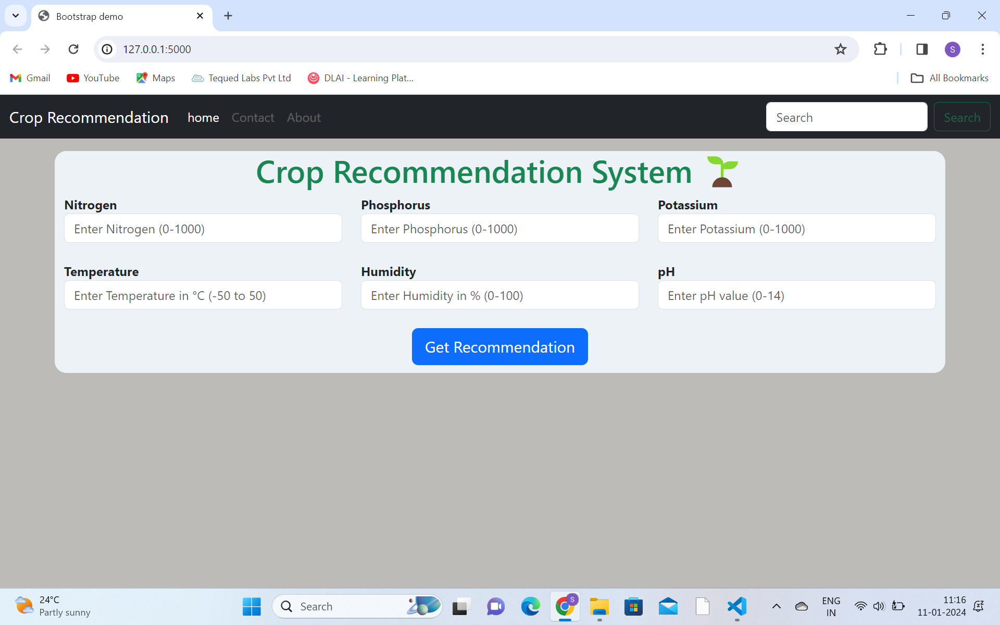 Bootstrap demo
127.0.0.1:5000
S
Gmail YouTube Maps Tequed Labs Pvt Ltd DLAI - Learning Plat... All Bookmarks
Crop Recommendation home Contact About Search Search
Crop Recommendation System
Nitrogen Phosphorus Potassium
Enter Nitrogen (0-1000) Enter Phosphorus (0-1000) Enter Potassium (0-1000)
Temperature Humidity pH
Enter Temperature in °C (-50 to 50) Enter Humidity in % (0-100) Enter pH value (0-14)
Get Recommendation
24°C
Partly sunny
Search
S
ENG
IN
11:16
11-01-2024